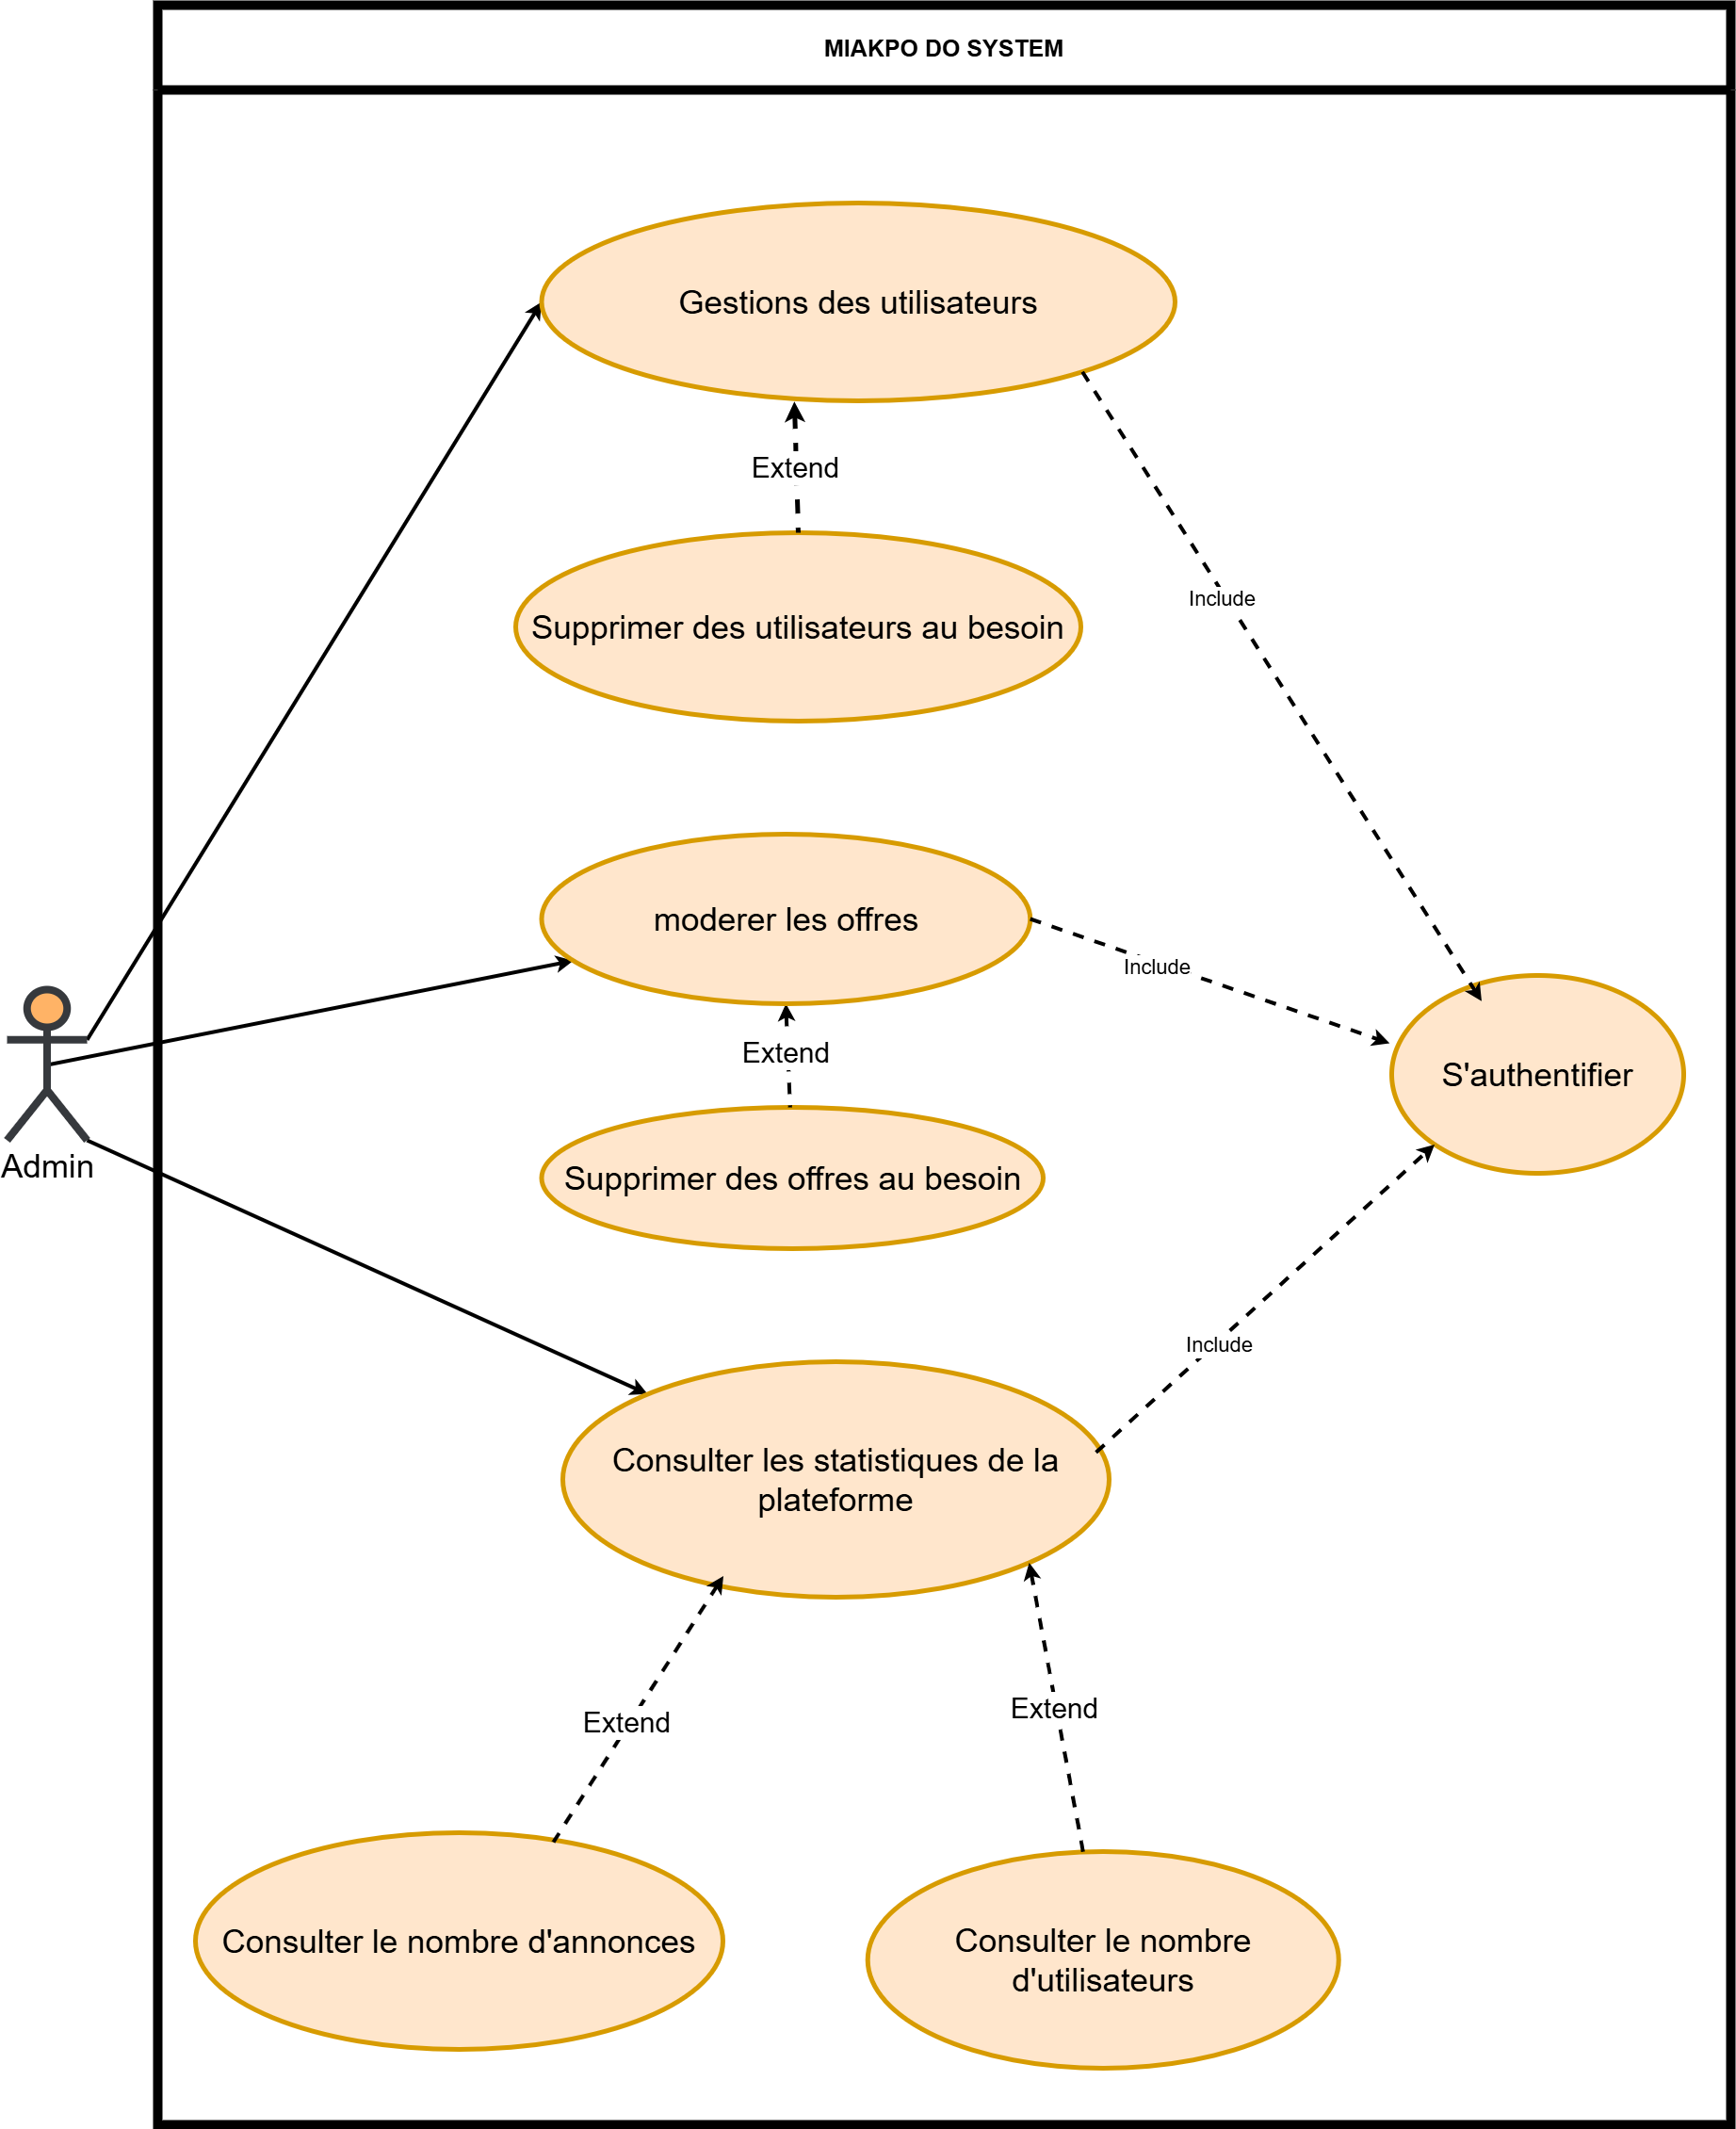 MIAKPO DO SYSTEM
Gestions des utilisateurs
Extend
Include
Supprimer des utilisateurs au besoin
moderer les offres
Include
Extend
S'authentifier
Admin
Supprimer des offres au besoin
Include
Consulter les statistiques de la
plateforme
Extend
Extend
Consulter le nombre d'annonces
Consulter le nombre
d'utilisateurs